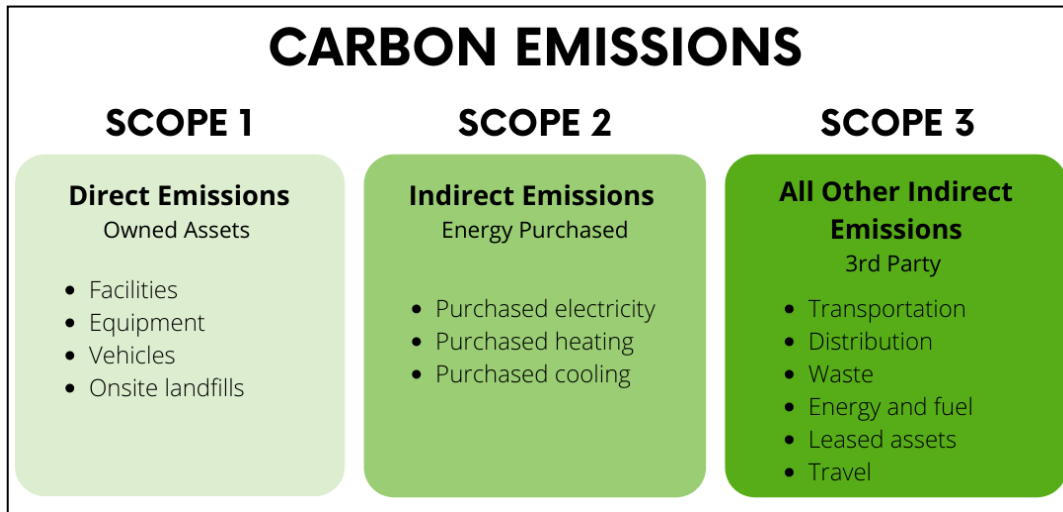 CARBON EMISSIONS
SCOPE 1
Direct Emissions
Owned Assets
• Facilities
• Equipment
• Vehicles
• Onsite landfills
SCOPE 2
Indirect Emissions
Energy Purchased
• Purchased electricity
• Purchased heating
• Purchased cooling
SCOPE 3
All Other Indirect
Emissions
3rd Party
• Transportation
• Distribution
• Waste
• Energy and fuel
• Leased assets
• Travel